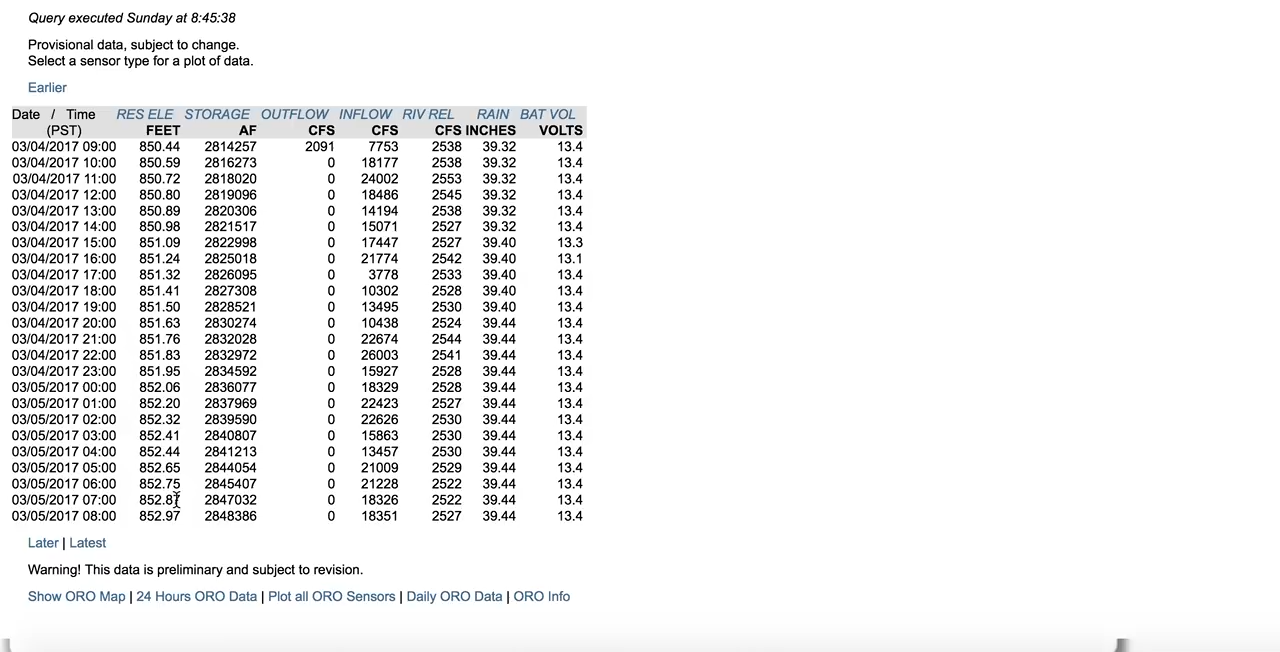 Query executed Sunday at 8:45:38
Provisional data, subject to change.
Select a sensor type for a plot of data.
Earlier
Date / Time RES ELE STORAGE OUTFLOW INFLOW RIV REL RAIN BAT VOL
(PST) FEET AF CFS CFS CFS INCHES VOLTS
03/04/2017 09:00 850.44 2814257 2091 7753 2538 39.32 13.4
03/04/2017 10:00 850.59 2816273 0 18177 2538 39.32 13.4
03/04/2017 11:00 850.72 2818020 0 24002 2553 39.32 13.4
03/04/2017 12:00 850.80 2819096 0 18486 2545 39.32 13.4
03/04/2017 13:00 850.89 2820306 0 14194 2538 39.32 13.4
03/04/2017 14:00 850.98 2821517 0 15071 2527 39.32 13.4
03/04/2017 15:00 851.09 2822998 0 17447 2527 39.40 13.3
03/04/2017 16:00 851.24 2825018 0 21774 2542 39.40 13.1
03/04/2017 17:00 851.32 2826095 0 3778 2533 39.40 13.4
03/04/2017 18:00 851.41 2827308 0 10302 2528 39.40 13.4
03/04/2017 19:00 851.50 2828521 0 13495 2530 39.40 13.4
03/04/2017 20:00 851.63 2830274 0 10438 2524 39.44 13.4
03/04/2017 21:00 851.76 2832028 0 22674 2544 39.44 13.4
03/04/2017 22:00 851.83 2832972 0 26003 2541 39.44 13.4
03/04/2017 23:00 851.95 2834592 0 15927 2528 39.44 13.4
03/05/2017 00:00 852.06 2836077 0 18329 2528 39.44 13.4
03/05/2017 01:00 852.20 2837969 0 22423 2527 39.44 13.4
03/05/2017 02:00 852.32 2839590 0 22626 2530 39.44 13.4
03/05/2017 03:00 852.41 2840807 0 15863 2530 39.44 13.4
03/05/2017 04:00 852.44 2841213 0 13457 2530 39.44 13.4
03/05/2017 05:00 852.65 2844054 0 21009 2529 39.44 13.4
03/05/2017 06:00 852.75 2845407 0 21228 2522 39.44 13.4
03/05/2017 07:00 852.87 2847032 0 18326 2522 39.44 13.4
03/05/2017 08:00 852.97 2848386 0 18351 2527 39.44 13.4
Later | Latest
Warning! This data is preliminary and subject to revision.
Show ORO Map | 24 Hours ORO Data | Plot all ORO Sensors | Daily ORO Data | ORO Info